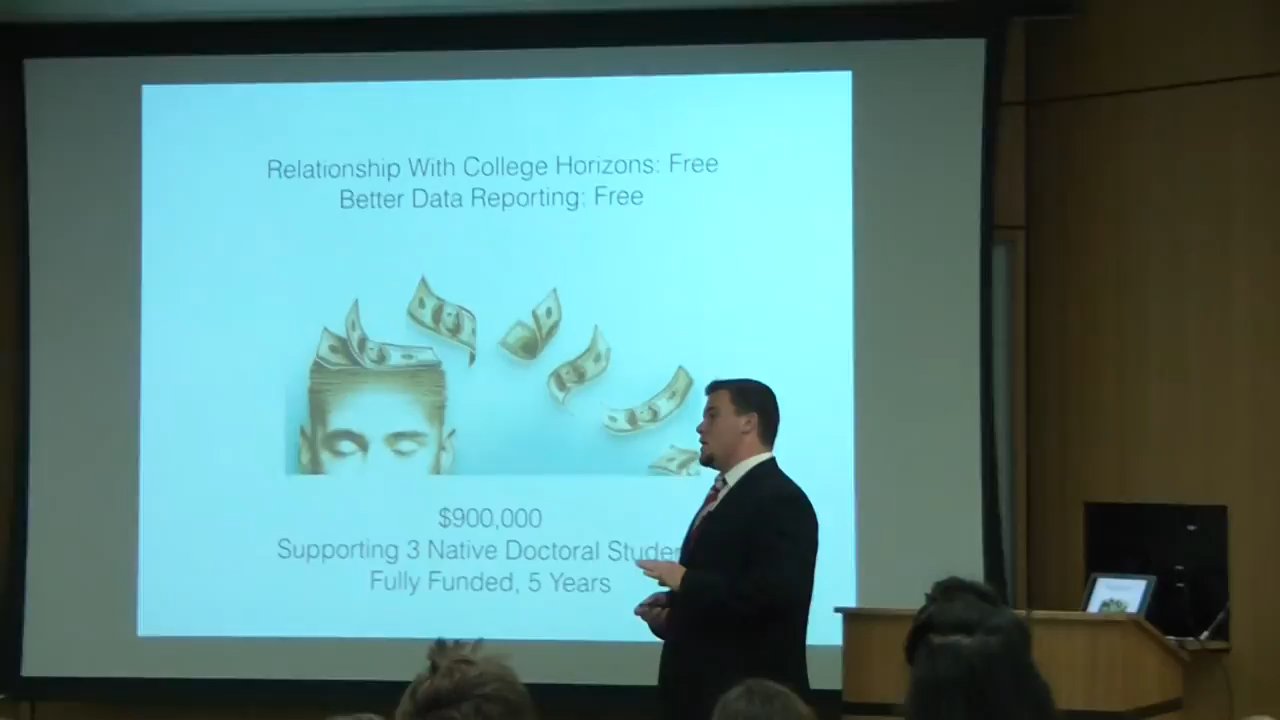 Relationship With College Horizons: Free
Better Data Reporting: Free
$900,000
Supporting 3 Native Doctoral
Fully Funded, 5 Years